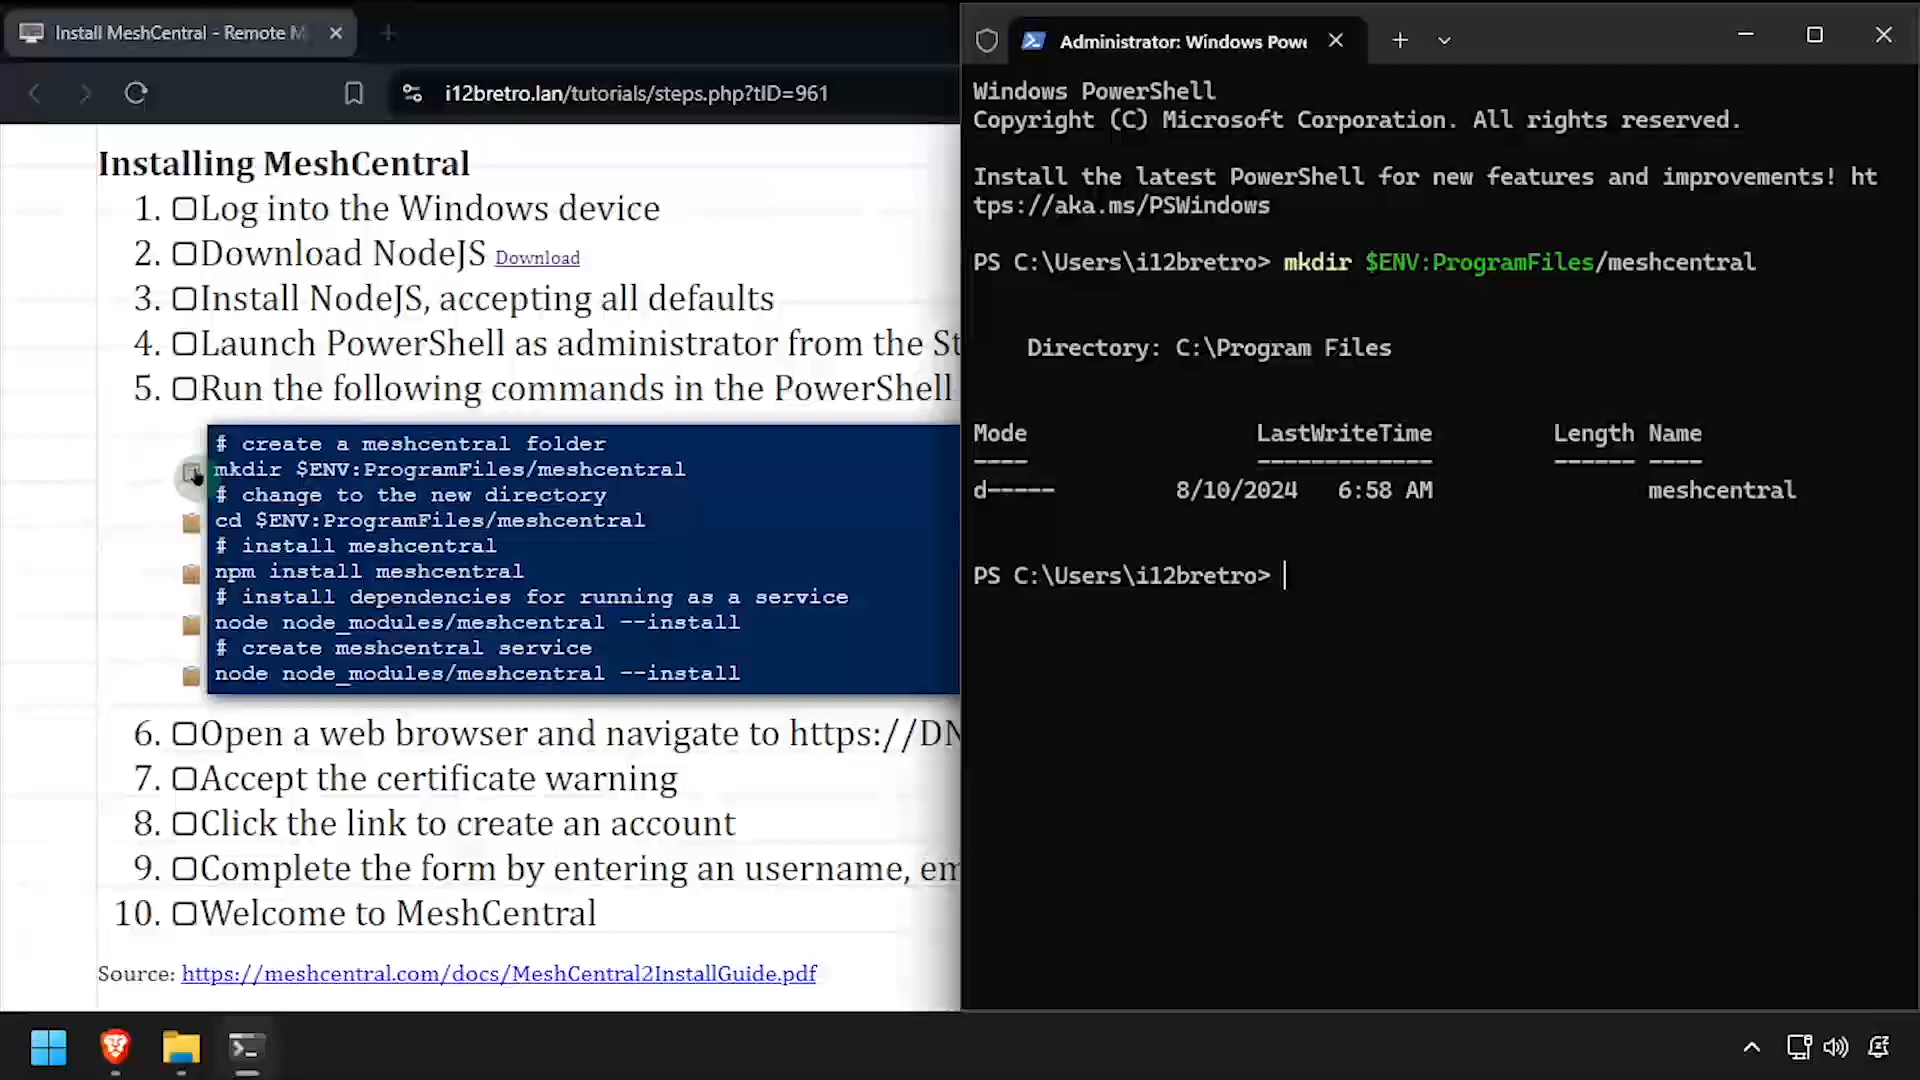 Install MeshCentral - Remote M
i12bretro.lan/tutorials/steps.php?tID=961
Installing MeshCentral
1. Log into the Windows device
2. Download NodeJS Download
3. Install NodeJS, accepting all defaults
4. Launch PowerShell as administrator from the St
5. Run the following commands in the PowerShell
# create a meshcentral folder
mkdir $ENV:ProgramFiles/meshcentral
# change to the new directory
cd $ENV:ProgramFiles/meshcentral
# install meshcentral
npm install meshcentral
# install dependencies for running as a service
node node_modules/meshcentral --install
# create meshcentral service
node node_modules/meshcentral --install
6. Open a web browser and navigate to https://DN
7. Accept the certificate warning
8. Click the link to create an account
9. Complete the form by entering an username, em
10. Welcome to MeshCentral
Source: https://meshcentral.com/docs/MeshCentral2InstallGuide.pdf
Administrator: Windows Powe
Windows PowerShell
Copyright (C) Microsoft Corporation. All rights reserved.
Install the latest PowerShell for new features and improvements! ht
tps://aka.ms/PSWindows
PS C:\Users\i12bretro> mkdir $ENV:ProgramFiles/meshcentral
Directory: C:\Program Files
Mode LastWriteTime Length Name
---- ------------- ------ ----
d----- 8/10/2024 6:58 AM meshcentral
PS C:\Users\i12bretro>